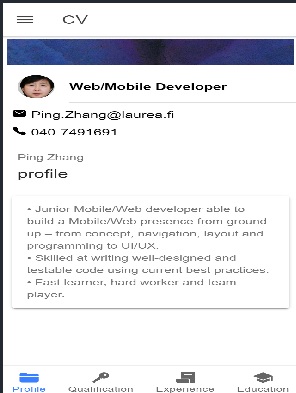 CV
Web/Mobile Developer
Ping.Zhang@laurea.fi
040 7491691
Ping Zhang
profile
• Junior Mobile/Web developer able to
build a Mobile/Web presence from ground
up – from concept, navigation, layout and
programming to UI/UX.
• Skilled at writing well-designed and
testable code using current best practices.
• Fast learner, hard worker and team
player.
Profile Qualification Experience Education